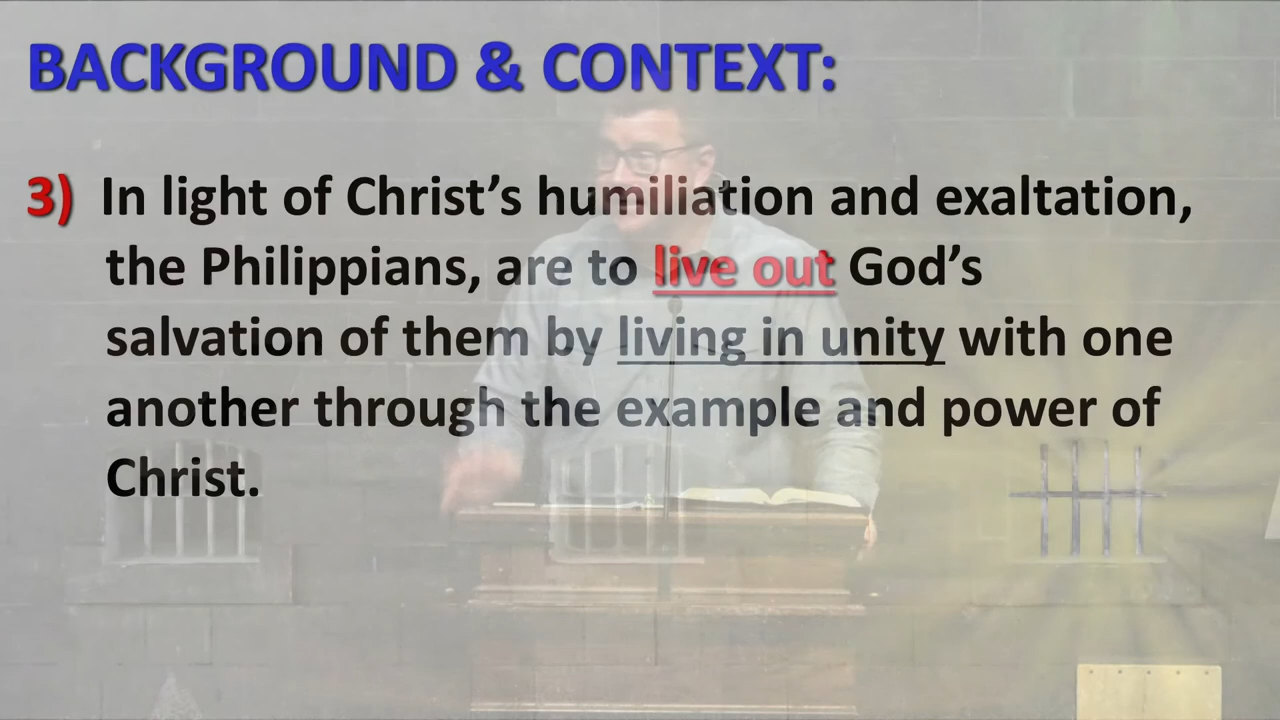 BACKGROUND & CONTEXT:
3) In light of Christ’s humiliation and exaltation,
the Philippians, are to live out God’s
salvation of them by living in unity with one
another through the example and power of
Christ.